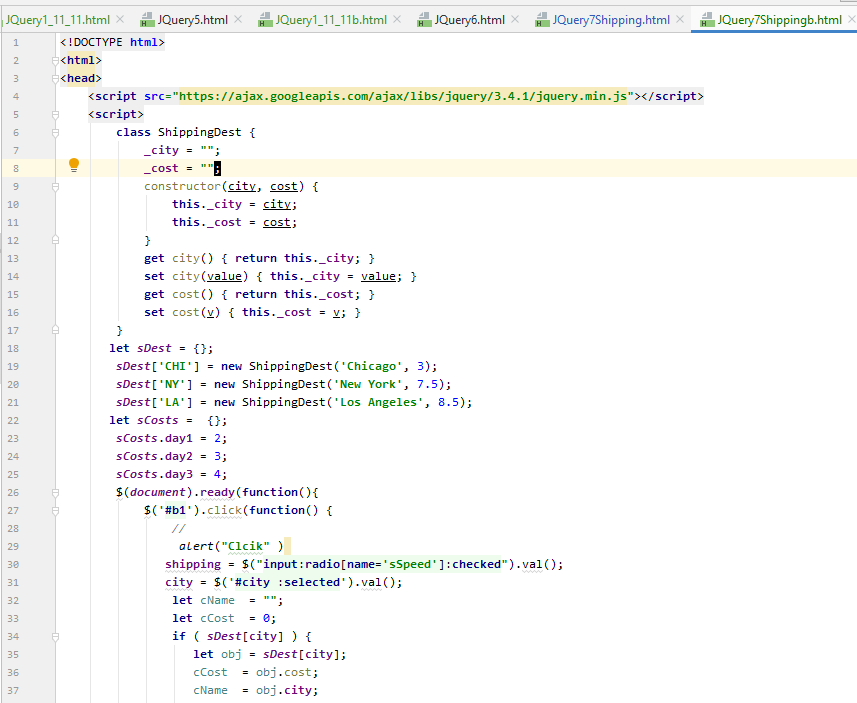 JQuery1_11_11.html × JQuery5.html × JQuery1_11_11b.html × JQuery6.html × JQuery7Shipping.html × JQuery7Shippingb.html ×
1 <!DOCTYPE html>
2 <html>
3 <head>
4 <script src="https://ajax.googleapis.com/ajax/libs/jquery/3.4.1/jquery.min.js"></script>
5 <script>
6 class ShippingDest {
7 _city = "";
8 _cost = "";
9 constructor(city, cost) {
10 this._city = city;
11 this._cost = cost;
12 }
13 get city() { return this._city; }
14 set city(value) { this._city = value; }
15 get cost() { return this._cost; }
16 set cost(v) { this._cost = v; }
17 }
18 let sDest = {};
19 sDest['CHI'] = new ShippingDest('Chicago', 3);
20 sDest['NY'] = new ShippingDest('New York', 7.5);
21 sDest['LA'] = new ShippingDest('Los Angeles', 8.5);
22 let sCosts = {};
23 sCosts.day1 = 2;
24 sCosts.day2 = 3;
25 sCosts.day3 = 4;
26 $(document).ready(function(){
27 $('#b1').click(function() {
28 //
29 alert("Clcik" )
30 shipping = $("input:radio[name='sSpeed']:checked").val();
31 city = $('#city :selected').val();
32 let cName = "";
33 let cCost = 0;
34 if ( sDest[city] ) {
35 let obj = sDest[city];
36 cCost = obj.cost;
37 cName = obj.city;